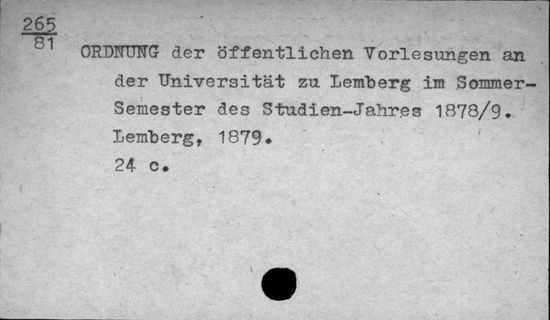 265
81
ORDNUNG der öffentlichen Vorlesungen an
der Universität zu Lemberg im Sommer-
Semester des Studien-Jahres 1878/9.
Lemberg, 1879.
24 c.